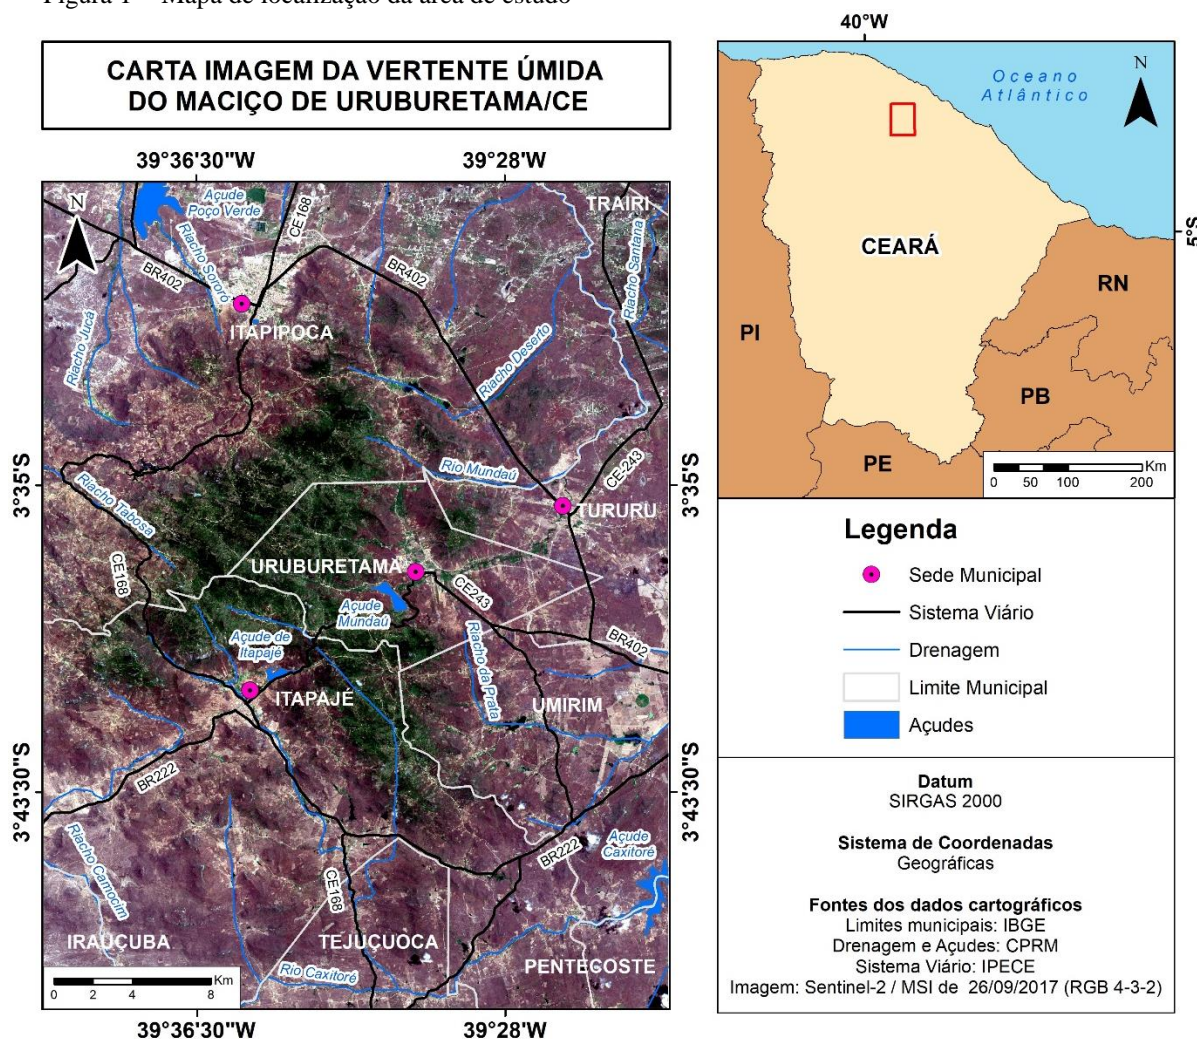 Figura 1 – Mapa de localização da área de estudo
CARTA IMAGEM DA VERTENTE ÚMIDA
DO MACIÇO DE URUBURETAMA/CE
39°36'30"W
39°28'W
N
Açude
Poço Verde
CE168
TRAIRI
Riacho Sororó
BR402
BR402
Riacho Santana
ITAPIPOCA
Riacho Jucá
Riacho Deserto
Rio Mundaú
CE-243
3°35'S
3°35'S
Riacho Tabosa
TURURU
CE168
URUBURETAMA
CE243
Açude
Mundaú
Açude de
Itapajé
Riacho da Prata
BR402
ITAPAJÉ
UMIRIM
BR222
3°43'30"S
3°43'30"S
Riacho Camocim
CE168
BR222
Açude
Caxitoré
IRAUÇUBA
TEJUÇUOCA
PENTECOSTE
Rio Caxitoré
Km
0 2 4 8
39°36'30"W
39°28'W
40°W
Oceano
Atlântico
N
5°S
CEARÁ
RN
PI
PB
PE
Km
0 50 100 200
Legenda
Sede Municipal
Sistema Viário
Drenagem
Limite Municipal
Açudes
Datum
SIRGAS 2000
Sistema de Coordenadas
Geográficas
Fontes dos dados cartográficos
Limites municipais: IBGE
Drenagem e Açudes: CPRM
Sistema Viário: IPECE
Imagem: Sentinel-2 / MSI de 26/09/2017 (RGB 4-3-2)